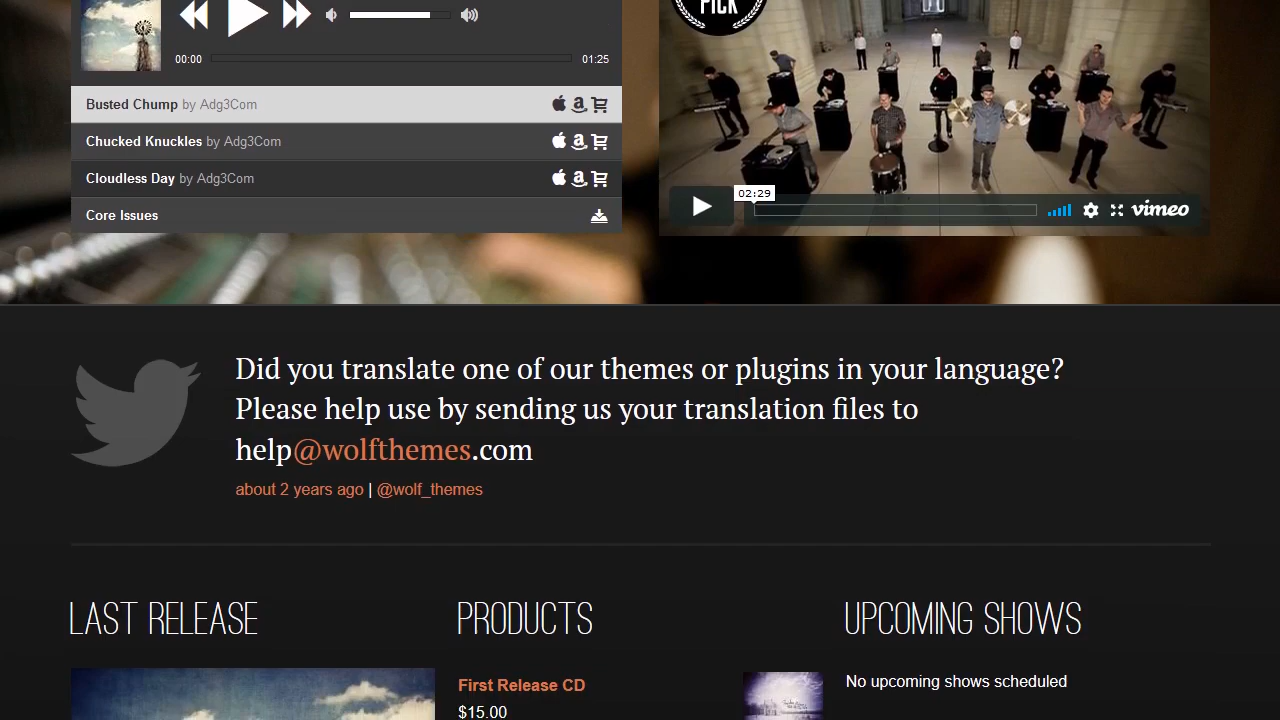 PICK
00:00
01:25
Busted Chump by Adg3Com
Chucked Knuckles by Adg3Com
Cloudless Day by Adg3Com
Core Issues
02:29
vimeo
Did you translate one of our themes or plugins in your language?
Please help use by sending us your translation files to
help@wolfthemes.com
about 2 years ago | @wolf_themes
LAST RELEASE
PRODUCTS
UPCOMING SHOWS
First Release CD
$15.00
No upcoming shows scheduled